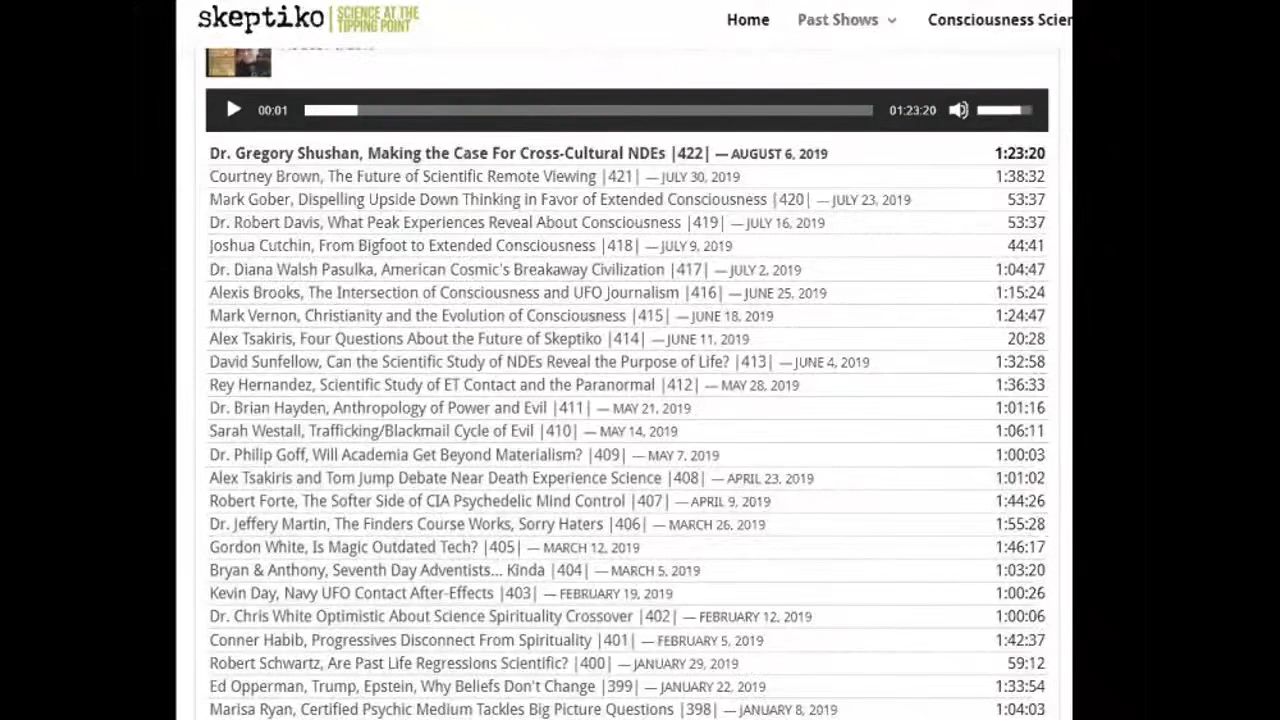 skeptiko | SCIENCE AT THE TIPPING POINT
Home Past Shows Consciousness Scien
00:01 01:23:20
Dr. Gregory Shushan, Making the Case For Cross-Cultural NDEs |422| — AUGUST 6, 2019 1:23:20
Courtney Brown, The Future of Scientific Remote Viewing |421| — JULY 30, 2019 1:38:32
Mark Gober, Dispelling Upside Down Thinking in Favor of Extended Consciousness |420| — JULY 23, 2019 53:37
Dr. Robert Davis, What Peak Experiences Reveal About Consciousness |419| — JULY 16, 2019 53:37
Joshua Cutchin, From Bigfoot to Extended Consciousness |418| — JULY 9, 2019 44:41
Dr. Diana Walsh Pasulka, American Cosmic's Breakaway Civilization |417| — JULY 2, 2019 1:04:47
Alexis Brooks, The Intersection of Consciousness and UFO Journalism |416| — JUNE 25, 2019 1:15:24
Mark Vernon, Christianity and the Evolution of Consciousness |415| — JUNE 18, 2019 1:24:47
Alex Tsakiris, Four Questions About the Future of Skeptiko |414| — JUNE 11, 2019 20:28
David Sunfellow, Can the Scientific Study of NDEs Reveal the Purpose of Life? |413| — JUNE 4, 2019 1:32:58
Rey Hernandez, Scientific Study of ET Contact and the Paranormal |412| — MAY 28, 2019 1:36:33
Dr. Brian Hayden, Anthropology of Power and Evil |411| — MAY 21, 2019 1:01:16
Sarah Westall, Trafficking/Blackmail Cycle of Evil |410| — MAY 14, 2019 1:06:11
Dr. Philip Goff, Will Academia Get Beyond Materialism? |409| — MAY 7, 2019 1:00:03
Alex Tsakiris and Tom Jump Debate Near Death Experience Science |408| — APRIL 23, 2019 1:01:02
Robert Forte, The Softer Side of CIA Psychedelic Mind Control |407| — APRIL 9, 2019 1:44:26
Dr. Jeffery Martin, The Finders Course Works, Sorry Haters |406| — MARCH 26, 2019 1:55:28
Gordon White, Is Magic Outdated Tech? |405| — MARCH 12, 2019 1:46:17
Bryan & Anthony, Seventh Day Adventists... Kinda |404| — MARCH 5, 2019 1:03:20
Kevin Day, Navy UFO Contact After-Effects |403| — FEBRUARY 19, 2019 1:00:26
Dr. Chris White Optimistic About Science Spirituality Crossover |402| — FEBRUARY 12, 2019 1:00:06
Conner Habib, Progressives Disconnect From Spirituality |401| — FEBRUARY 5, 2019 1:42:37
Robert Schwartz, Are Past Life Regressions Scientific? |400| — JANUARY 29, 2019 59:12
Ed Opperman, Trump, Epstein, Why Beliefs Don't Change |399| — JANUARY 22, 2019 1:33:54
Marisa Ryan, Certified Psychic Medium Tackles Big Picture Questions |398| — JANUARY 8, 2019 1:04:03